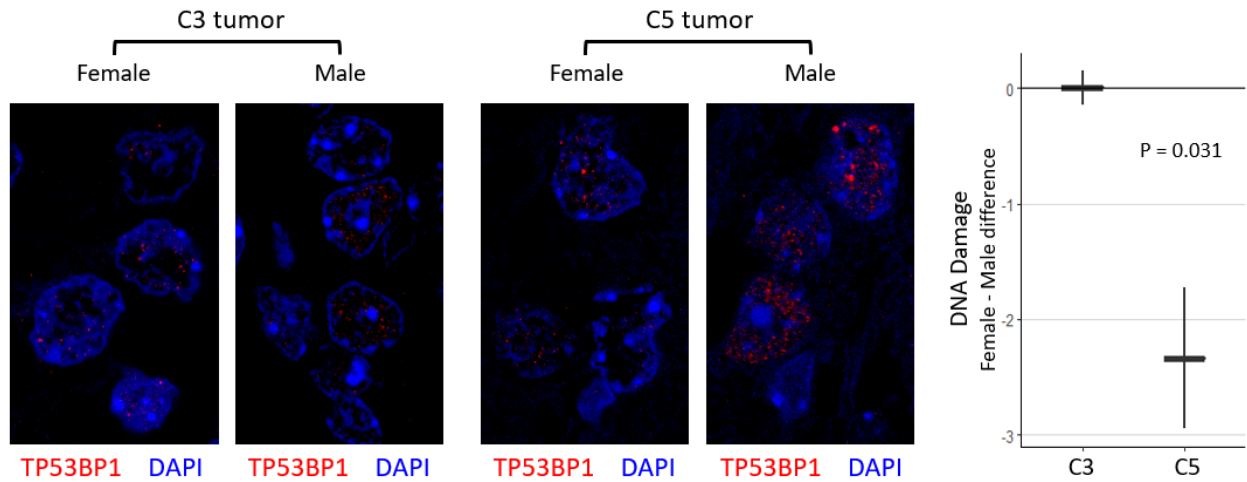 C3 tumor
C5 tumor
Female
Male
Female
Male
TP53BP1 DAPI
TP53BP1 DAPI
TP53BP1 DAPI
TP53BP1 DAPI
DNA Damage
Female - Male difference
0
-1
-2
-3
P = 0.031
C3
C5